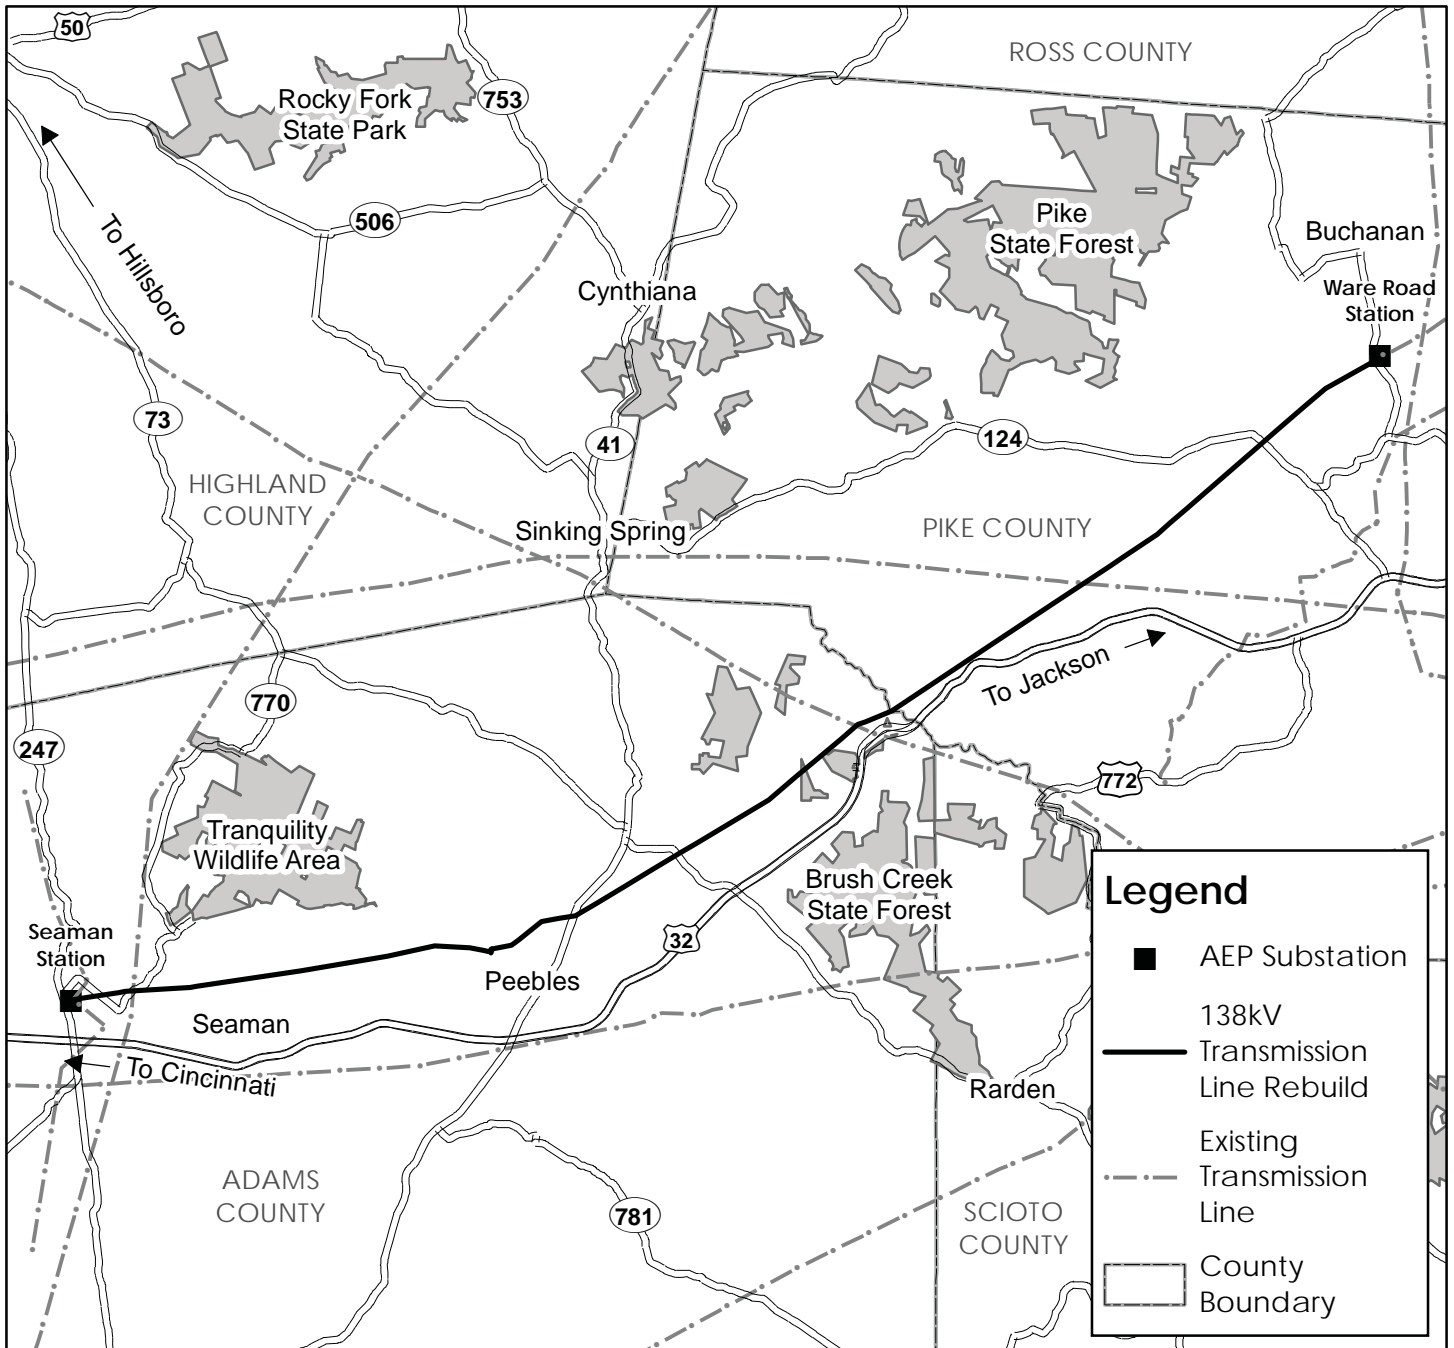 50
ROSS COUNTY
Rocky Fork
State Park
753
506
To Hillsboro
Pike
State Forest
Buchanan
Ware Road
Station
Cynthiana
73
41
124
HIGHLAND
COUNTY
Sinking Spring
PIKE COUNTY
To Jackson
770
247
772
Tranquility
Wildlife Area
Brush Creek
State Forest
Seaman
Station
32
Peebles
Seaman
To Cincinnati
Rarden
ADAMS
COUNTY
781
SCIOTO
COUNTY
Legend
AEP Substation
138kV
Transmission
Line Rebuild
Existing
Transmission
Line
County
Boundary